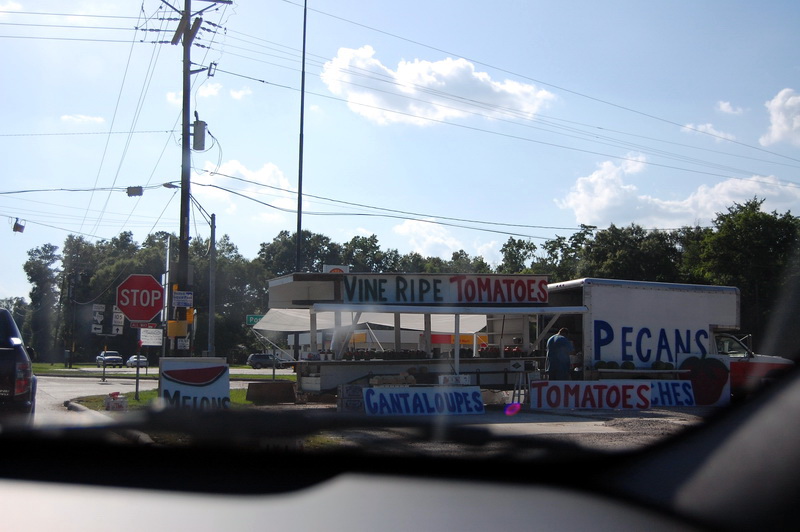 STOP
VINE RIPE TOMATOES
PECANS
MELONS
CANTALOUPES
TOMATOES
CHES